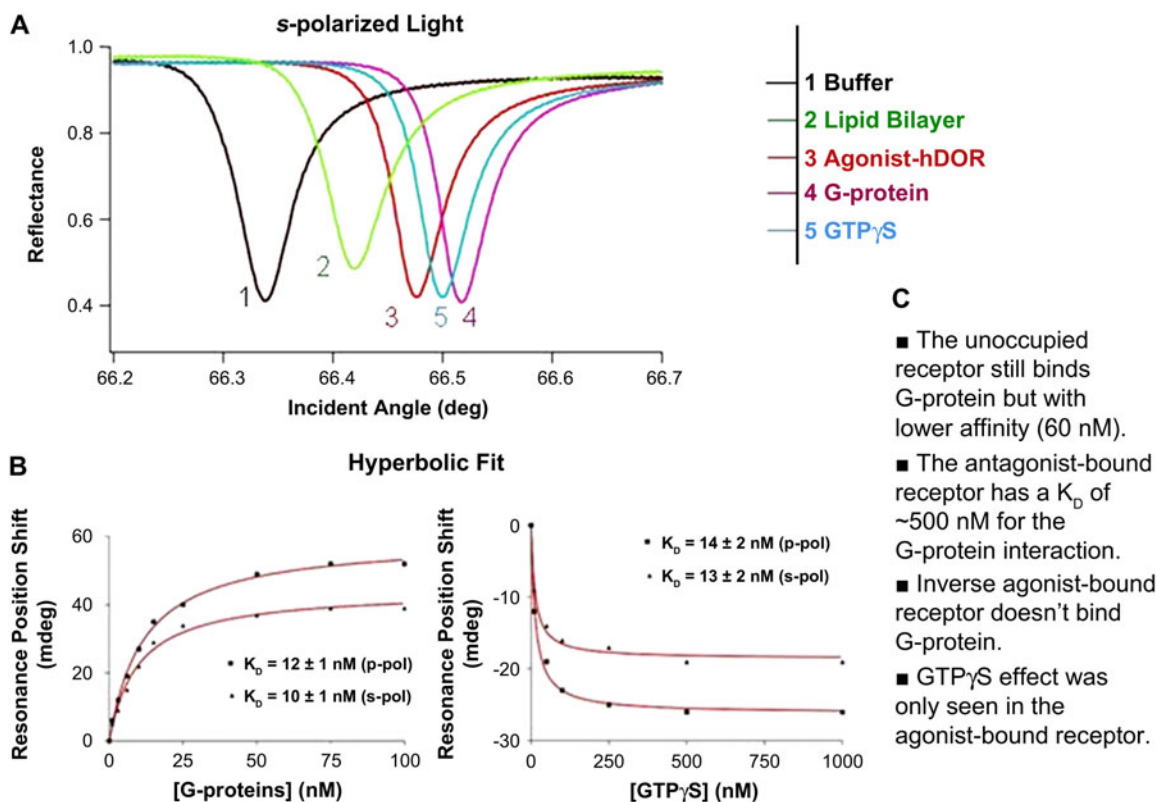 A
s-polarized Light
Reflectance
1.0
0.8
0.6
0.4
1
2
3
5
4
66.2
66.3
66.4
66.5
66.6
66.7
Incident Angle (deg)
1 Buffer
2 Lipid Bilayer
3 Agonist-hDOR
4 G-protein
5 GTPγS
B
Hyperbolic Fit
Resonance Position Shift
(mdeg)
60
40
20
0
K_D = 12 ± 1 nM (p-pol)
K_D = 10 ± 1 nM (s-pol)
0
25
50
75
100
[G-proteins] (nM)
Resonance Position Shift
(mdeg)
0
-10
-20
-30
K_D = 14 ± 2 nM (p-pol)
K_D = 13 ± 2 nM (s-pol)
0
250
500
750
1000
[GTPγS] (nM)
C
■ The unoccupied
receptor still binds
G-protein but with
lower affinity (60 nM).
■ The antagonist-bound
receptor has a K_D of
~500 nM for the
G-protein interaction.
■ Inverse agonist-bound
receptor doesn't bind
G-protein.
■ GTPγS effect was
only seen in the
agonist-bound receptor.